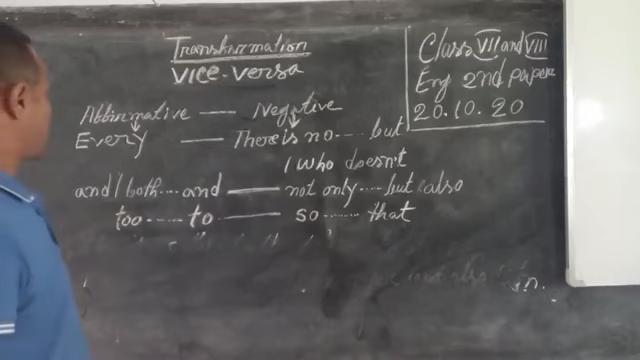 Transformation
vice-versa
Class VII and VIII
Eng 2nd paper
20.10.20
Affirmative — Negative
Every — There is no .... but
/ who doesn't
and / both .... and — not only .... but also
too ..... to — so ...... that